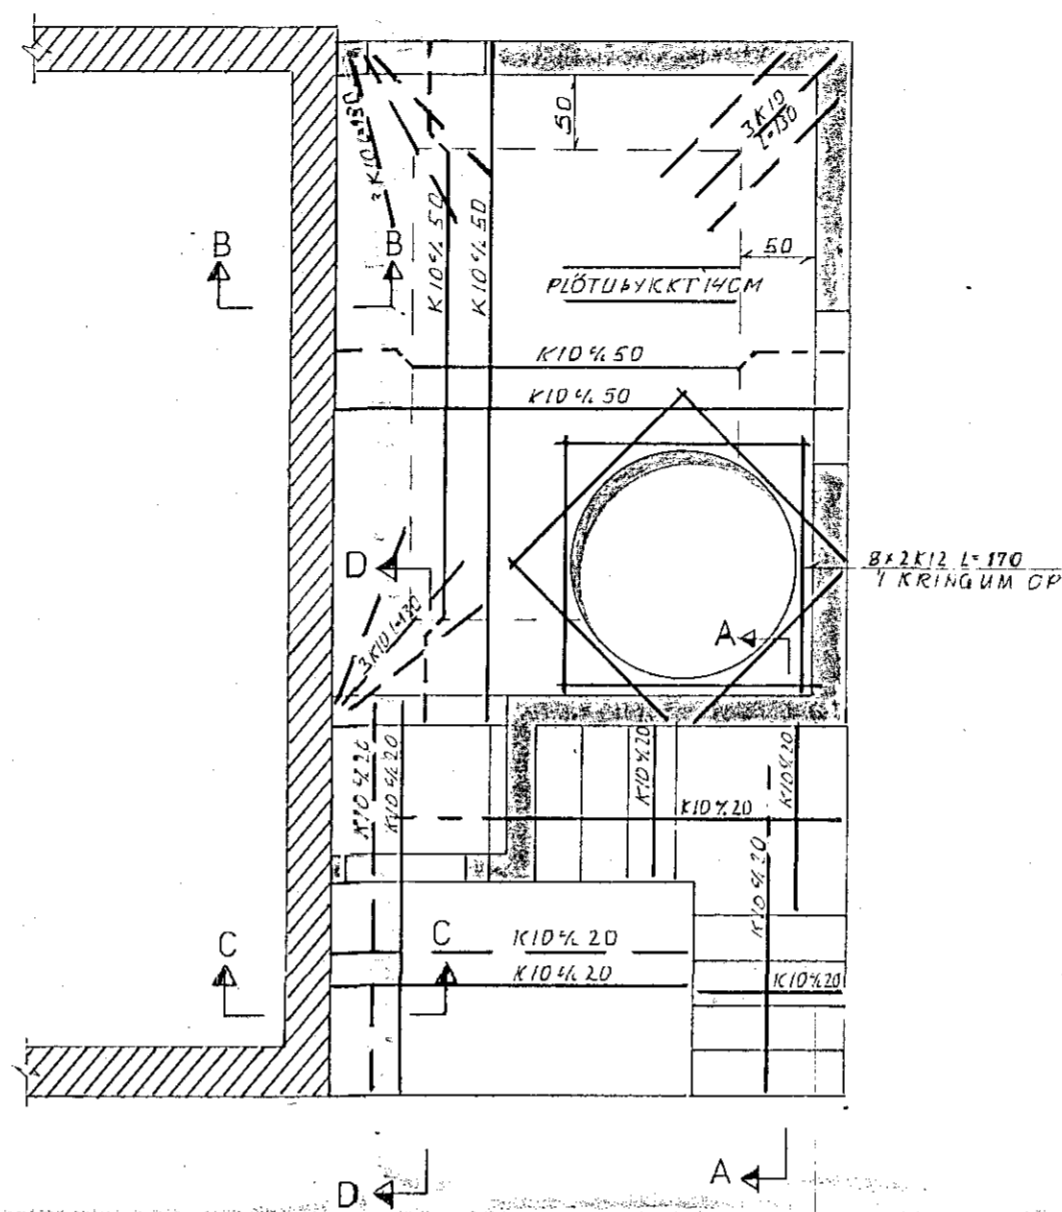 50
3K10
L=130
3K10 L=130
B
B
K10 % 50
K10 % 50
50
PLÖTUÞYKKT 14CM
K10 % 50
K10 % 50
D
8×2K12 L=170
Í KRINGUM OP
A
3K10 L=130
K10 % 20
K10 % 20
K10 % 20
K10 % 20
K10 % 20
K10 % 20
C
C
K10 % 20
K10 % 20
K10 % 20
D
A